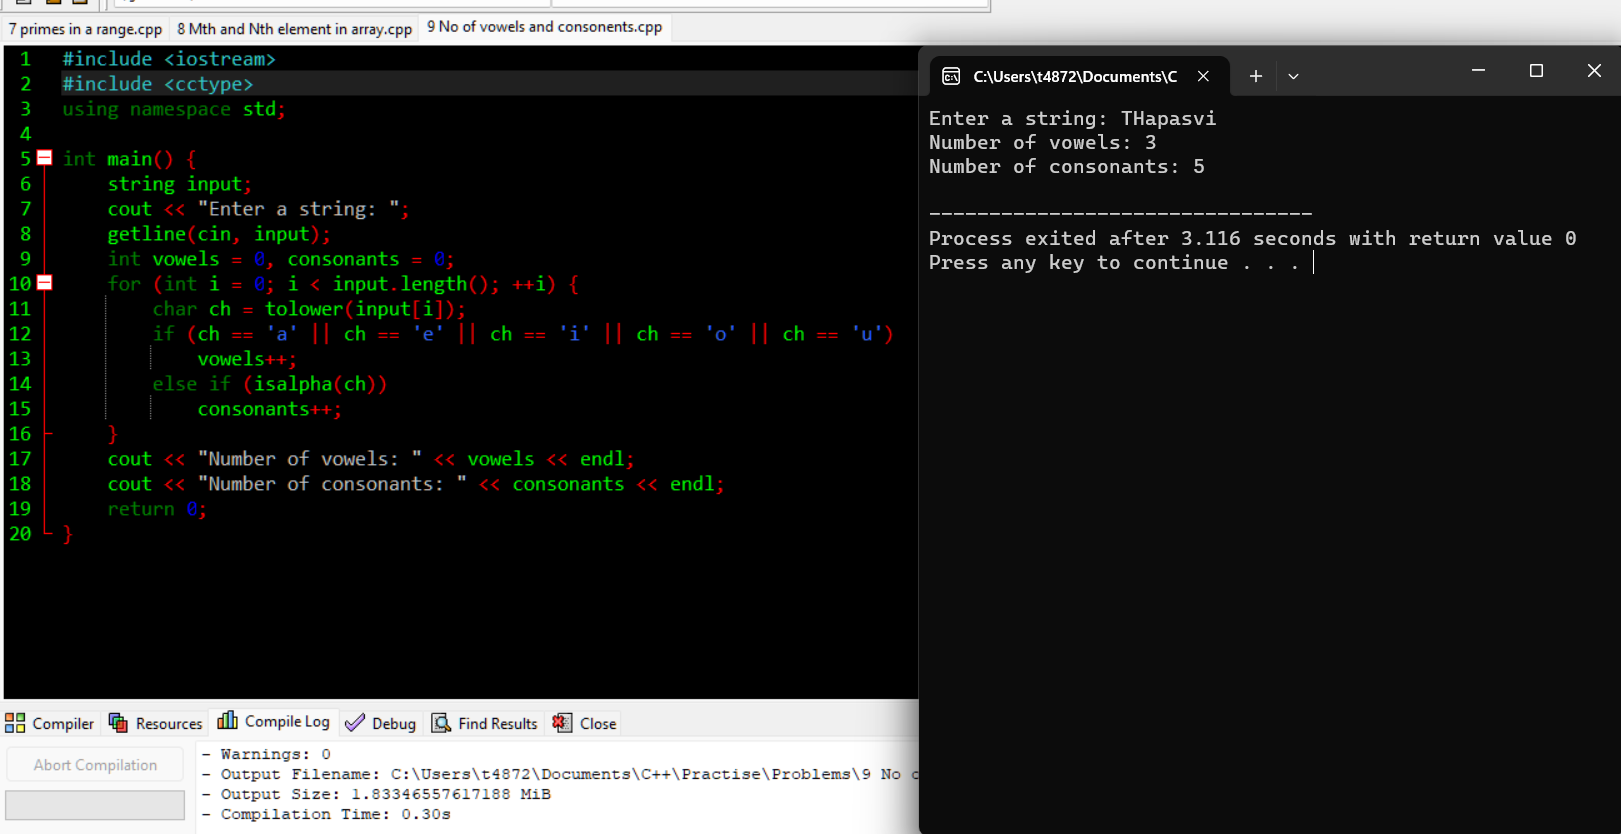 7 primes in a range.cpp 8 Mth and Nth element in array.cpp 9 No of vowels and consonents.cpp
1 #include <iostream>
2 #include <cctype>
3 using namespace std;
4
5 int main() {
6 string input;
7 cout << "Enter a string: ";
8 getline(cin, input);
9 int vowels = 0, consonants = 0;
10 for (int i = 0; i < input.length(); ++i) {
11 char ch = tolower(input[i]);
12 if (ch == 'a' || ch == 'e' || ch == 'i' || ch == 'o' || ch == 'u')
13 vowels++;
14 else if (isalpha(ch))
15 consonants++;
16 }
17 cout << "Number of vowels: " << vowels << endl;
18 cout << "Number of consonants: " << consonants << endl;
19 return 0;
20 }
C:\Users\t4872\Documents\C
Enter a string: THapasvi
Number of vowels: 3
Number of consonants: 5
--------------------------------
Process exited after 3.116 seconds with return value 0
Press any key to continue . . .
Compiler Resources Compile Log Debug Find Results Close
Abort Compilation
- Warnings: 0
- Output Filename: C:\Users\t4872\Documents\C++\Practise\Problems\9 No
- Output Size: 1.83346557617188 MiB
- Compilation Time: 0.30s